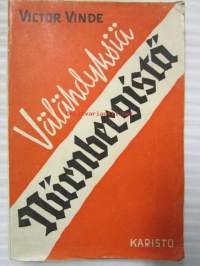 VICTOR VINDE
Välähdyksiä
Nürnbergistä
KARISTO